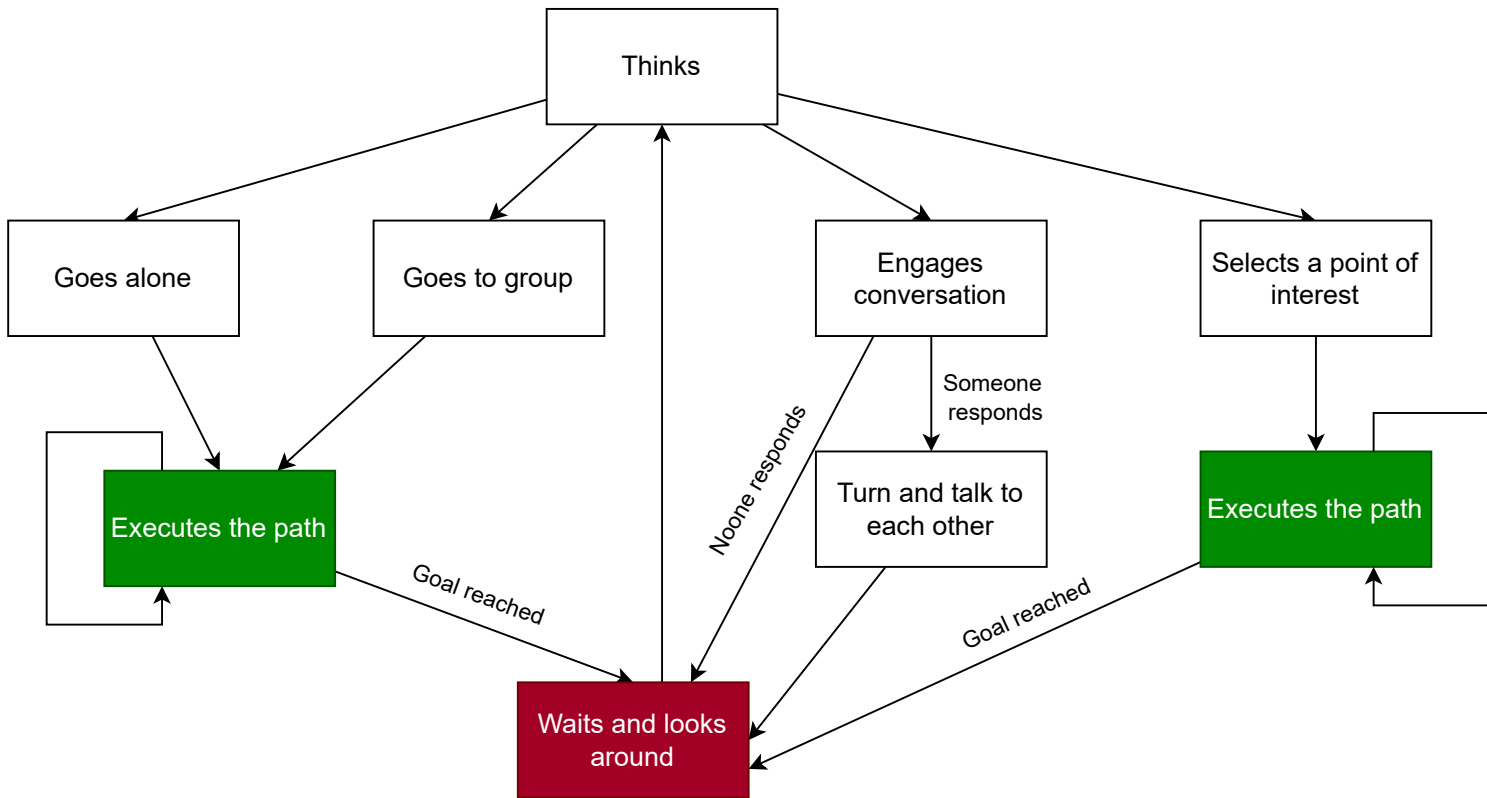 Thinks
Goes alone
Goes to group
Engages
conversation
Selects a point of
interest
Someone
responds
Noone responds
Executes the path
Turn and talk to
each other
Executes the path
Goal reached
Goal reached
Waits and looks
around